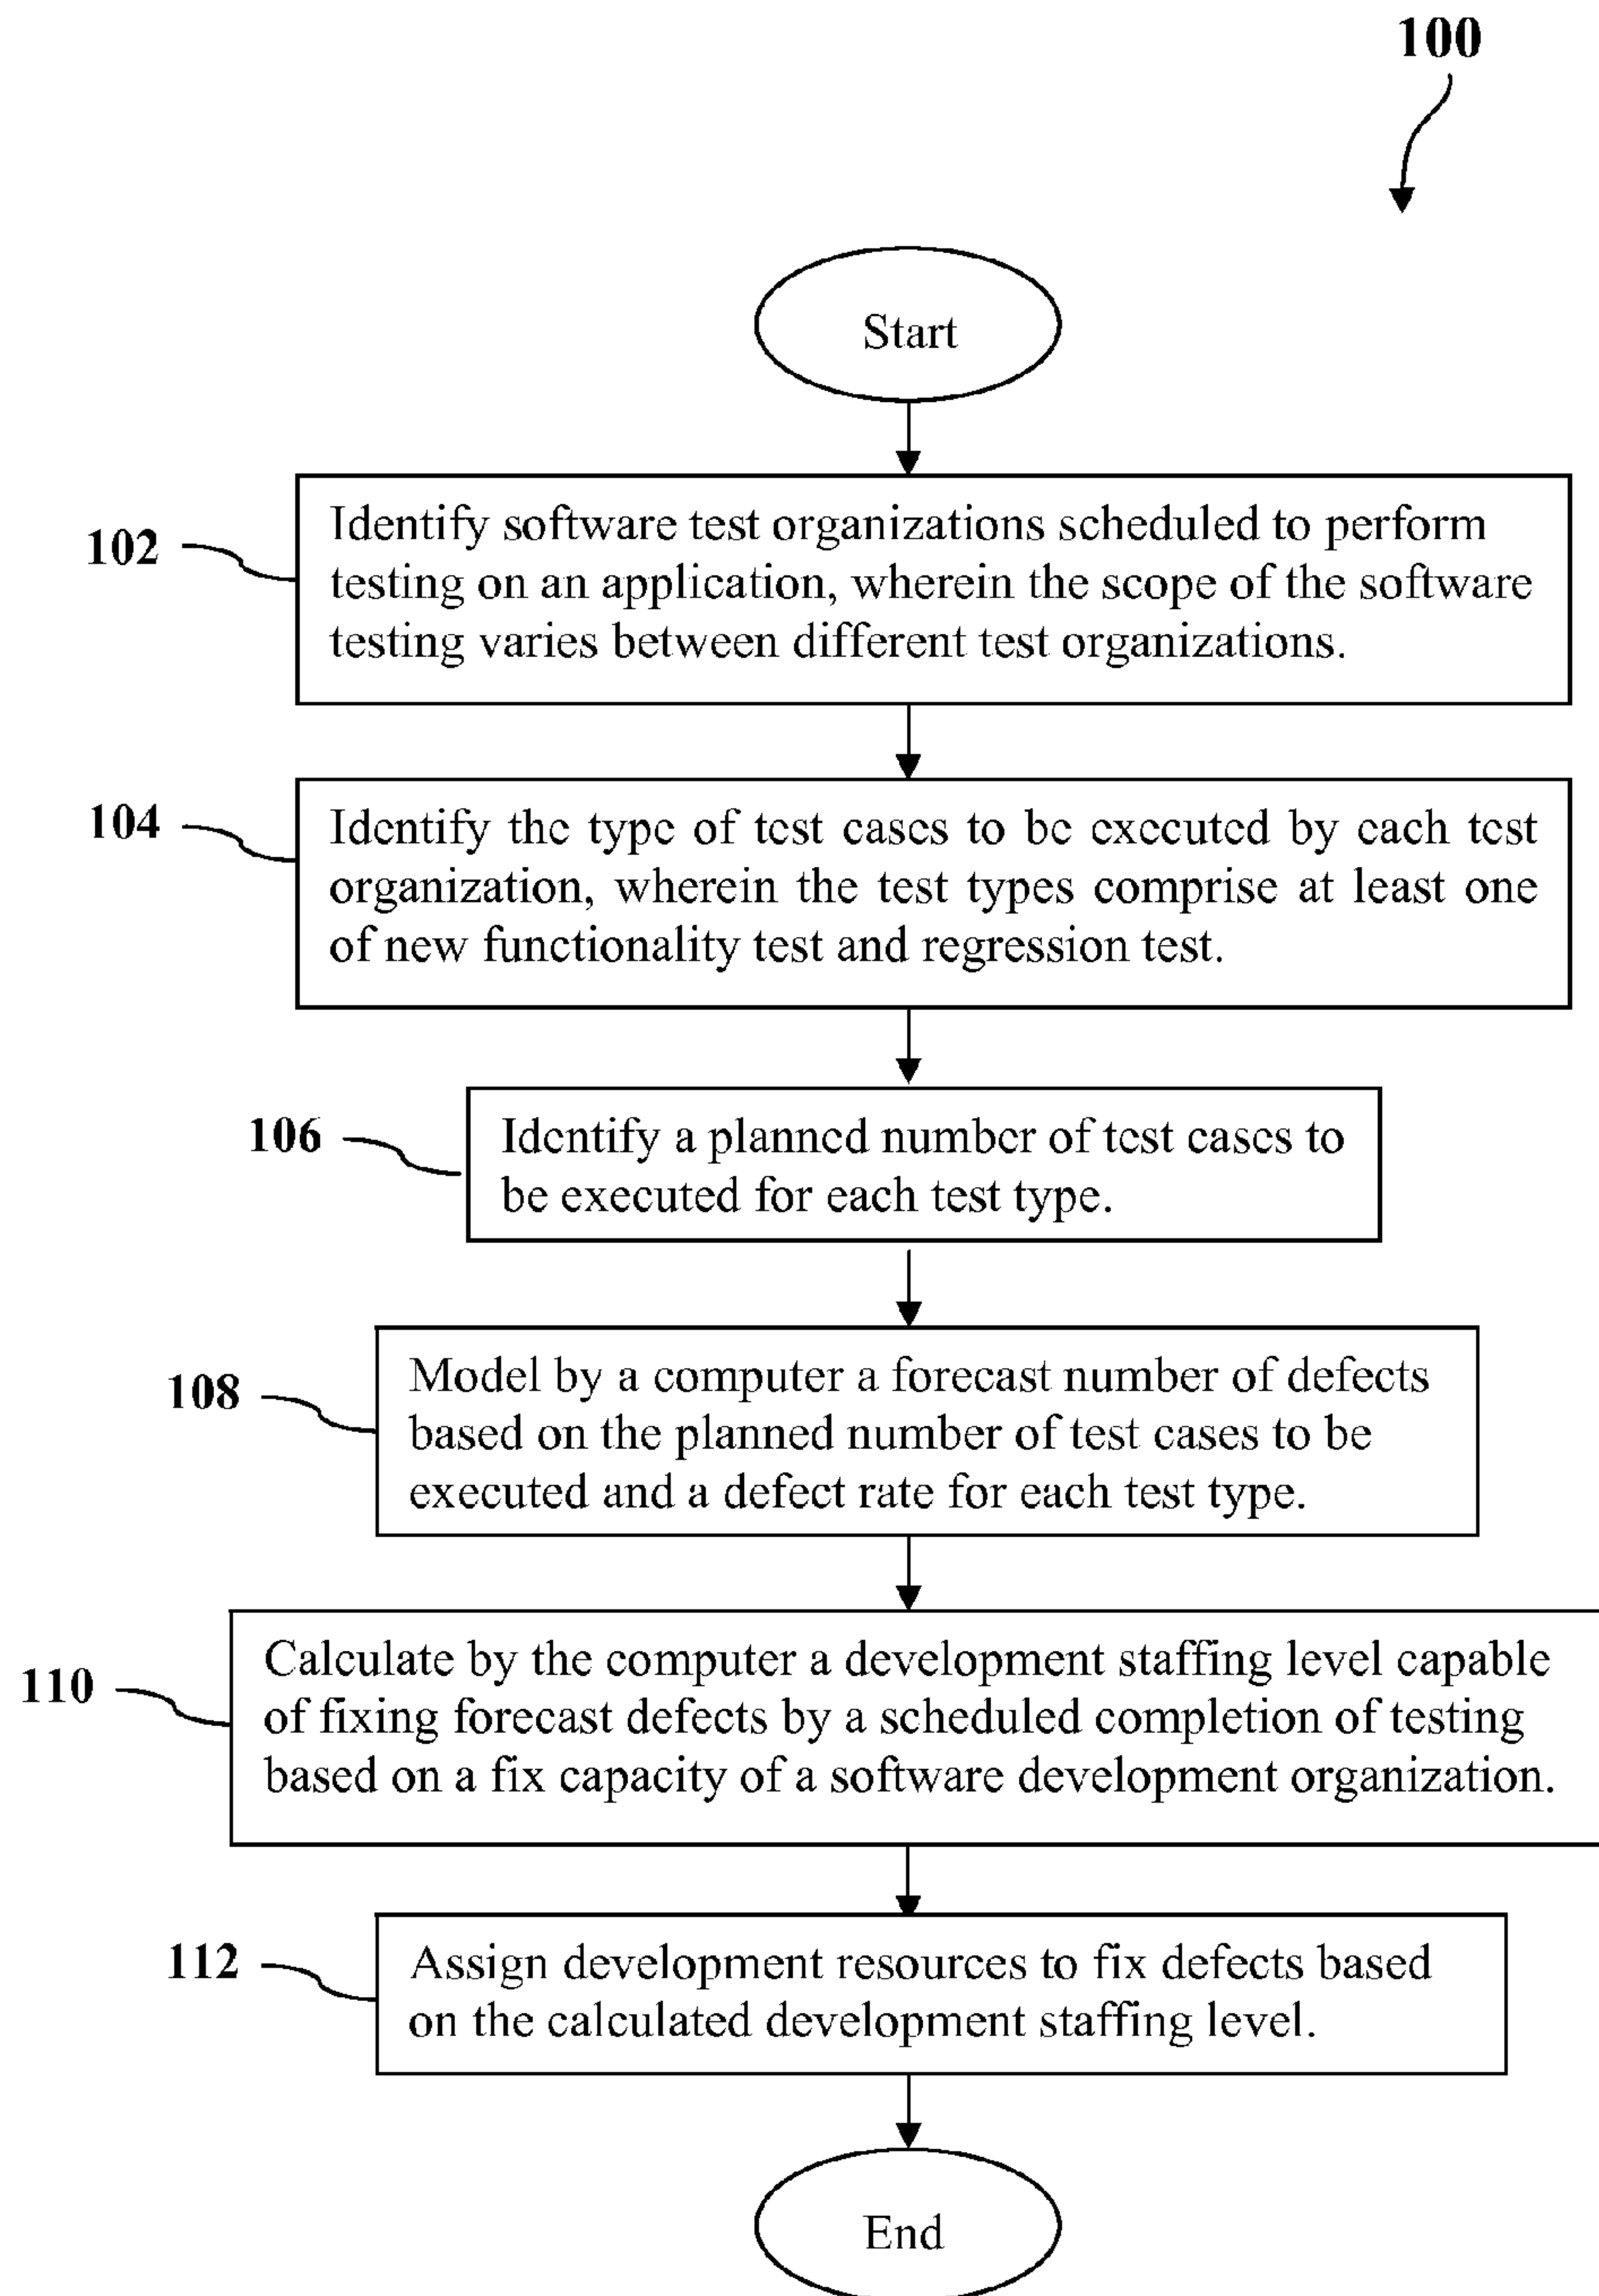 100
Start
102
Identify software test organizations scheduled to perform
testing on an application, wherein the scope of the software
testing varies between different test organizations.
104
Identify the type of test cases to be executed by each test
organization, wherein the test types comprise at least one
of new functionality test and regression test.
106
Identify a planned number of test cases to
be executed for each test type.
108
Model by a computer a forecast number of defects
based on the planned number of test cases to be
executed and a defect rate for each test type.
110
Calculate by the computer a development staffing level capable
of fixing forecast defects by a scheduled completion of testing
based on a fix capacity of a software development organization.
112
Assign development resources to fix defects based
on the calculated development staffing level.
End